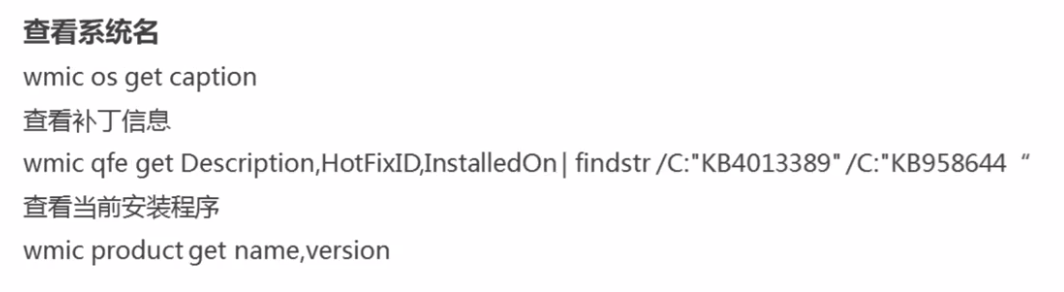 查看系统名
wmic os get caption
查看补丁信息
wmic qfe get Description,HotFixID,InstalledOn | findstr /C:"KB4013389" /C:"KB958644 “
查看当前安装程序
wmic product get name,version